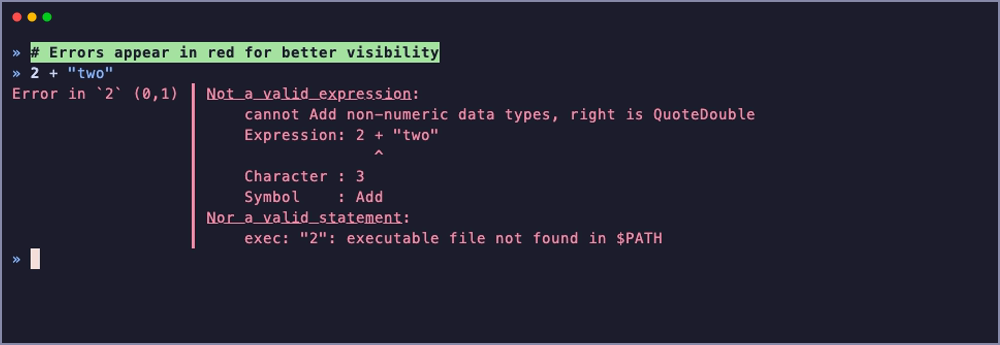 » # Errors appear in red for better visibility
» 2 + "two"
Error in `2` (0,1) Not a valid expression:
cannot Add non-numeric data types, right is QuoteDouble
Expression: 2 + "two"
^
Character : 3
Symbol    : Add
Nor a valid statement:
exec: "2": executable file not found in $PATH
»